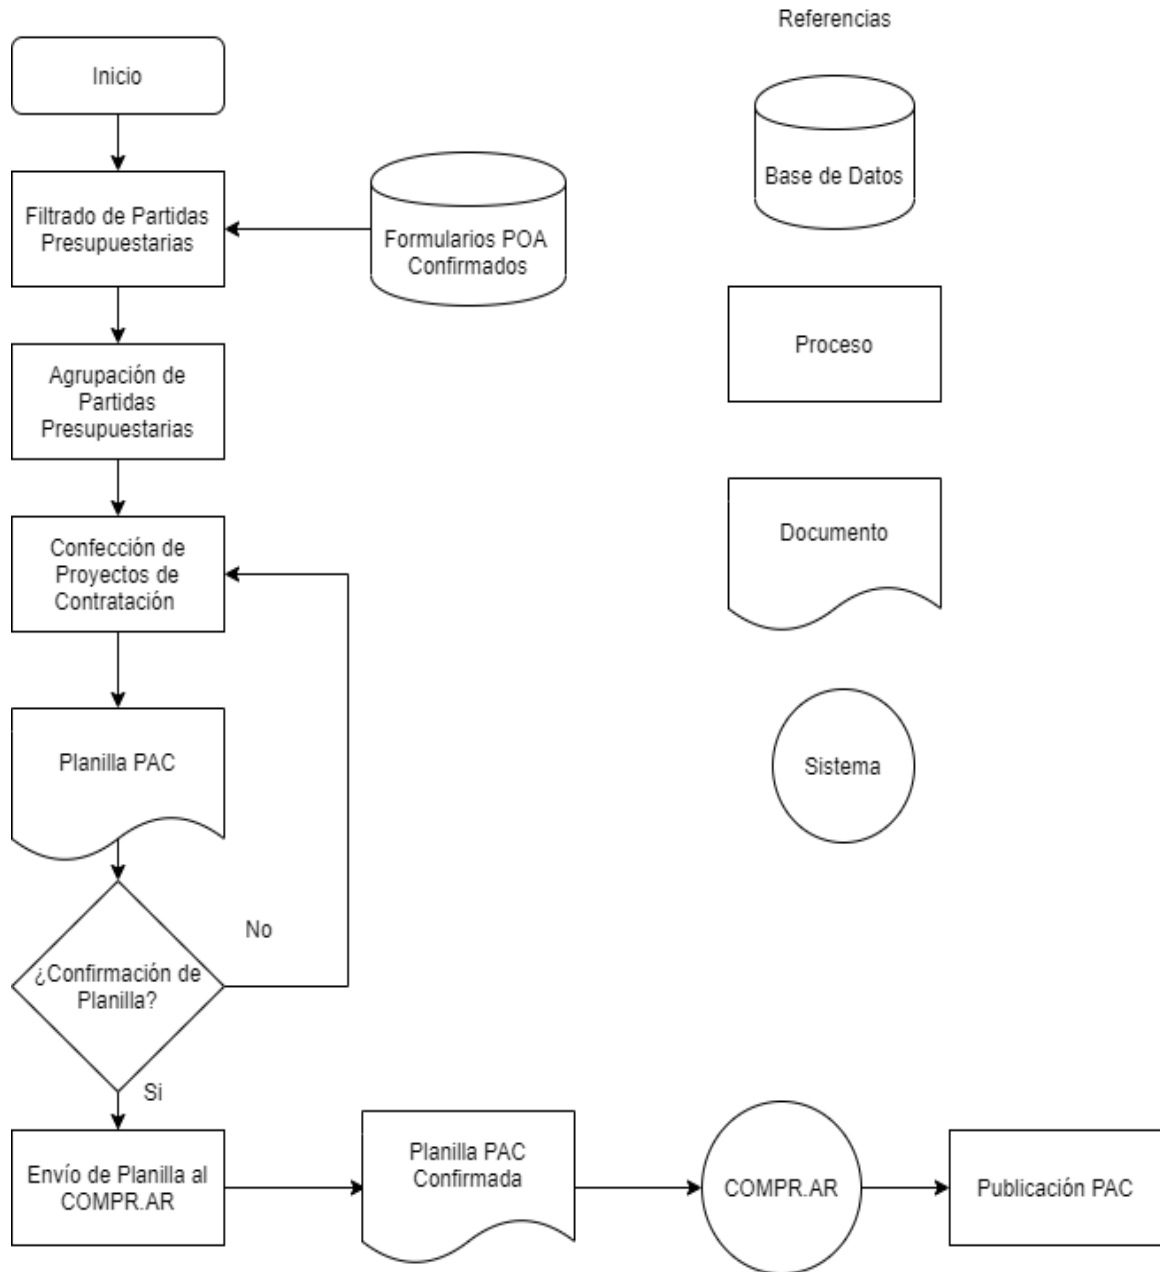 Referencias
Inicio
Base de Datos
Filtrado de Partidas
Presupuestarias
Formularios POA
Confirmados
Proceso
Agrupación de
Partidas
Presupuestarias
Documento
Confección de
Proyectos de
Contratación
Planilla PAC
Sistema
No
¿Confirmación de
Planilla?
Si
Envío de Planilla al
COMPR.AR
Planilla PAC
Confirmada
COMPR.AR
Publicación PAC